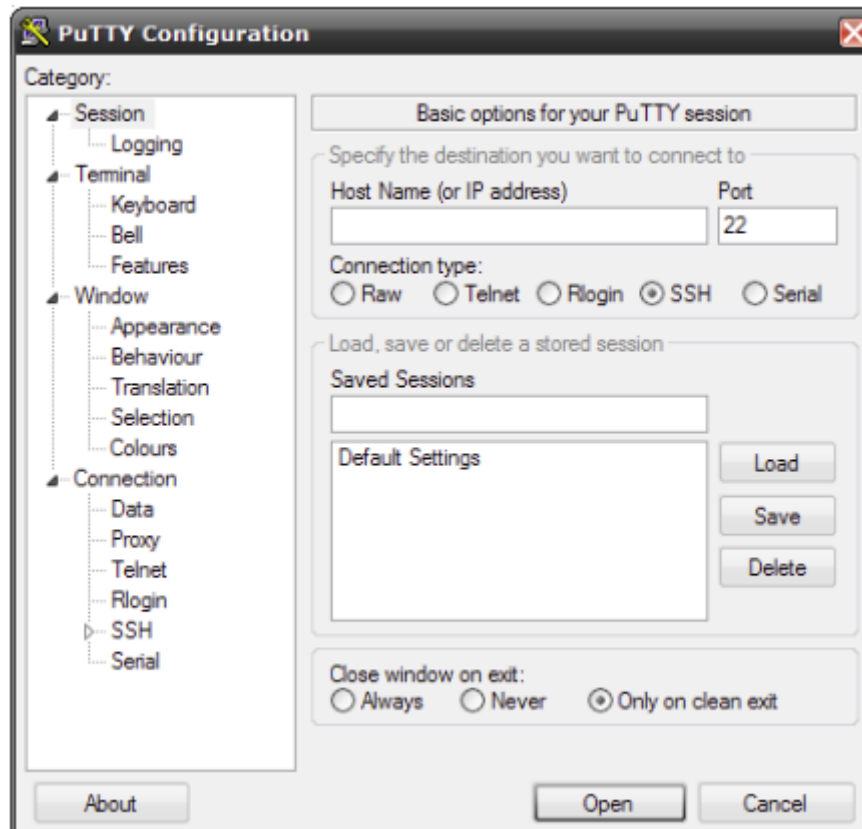 PuTTY Configuration
Category:
Session
Logging
Terminal
Keyboard
Bell
Features
Window
Appearance
Behaviour
Translation
Selection
Colours
Connection
Data
Proxy
Telnet
Rlogin
SSH
Serial
Basic options for your PuTTY session
Specify the destination you want to connect to
Host Name (or IP address) Port
22
Connection type:
Raw Telnet Rlogin SSH Serial
Load, save or delete a stored session
Saved Sessions
Default Settings
Load
Save
Delete
Close window on exit:
Always Never Only on clean exit
About Open Cancel